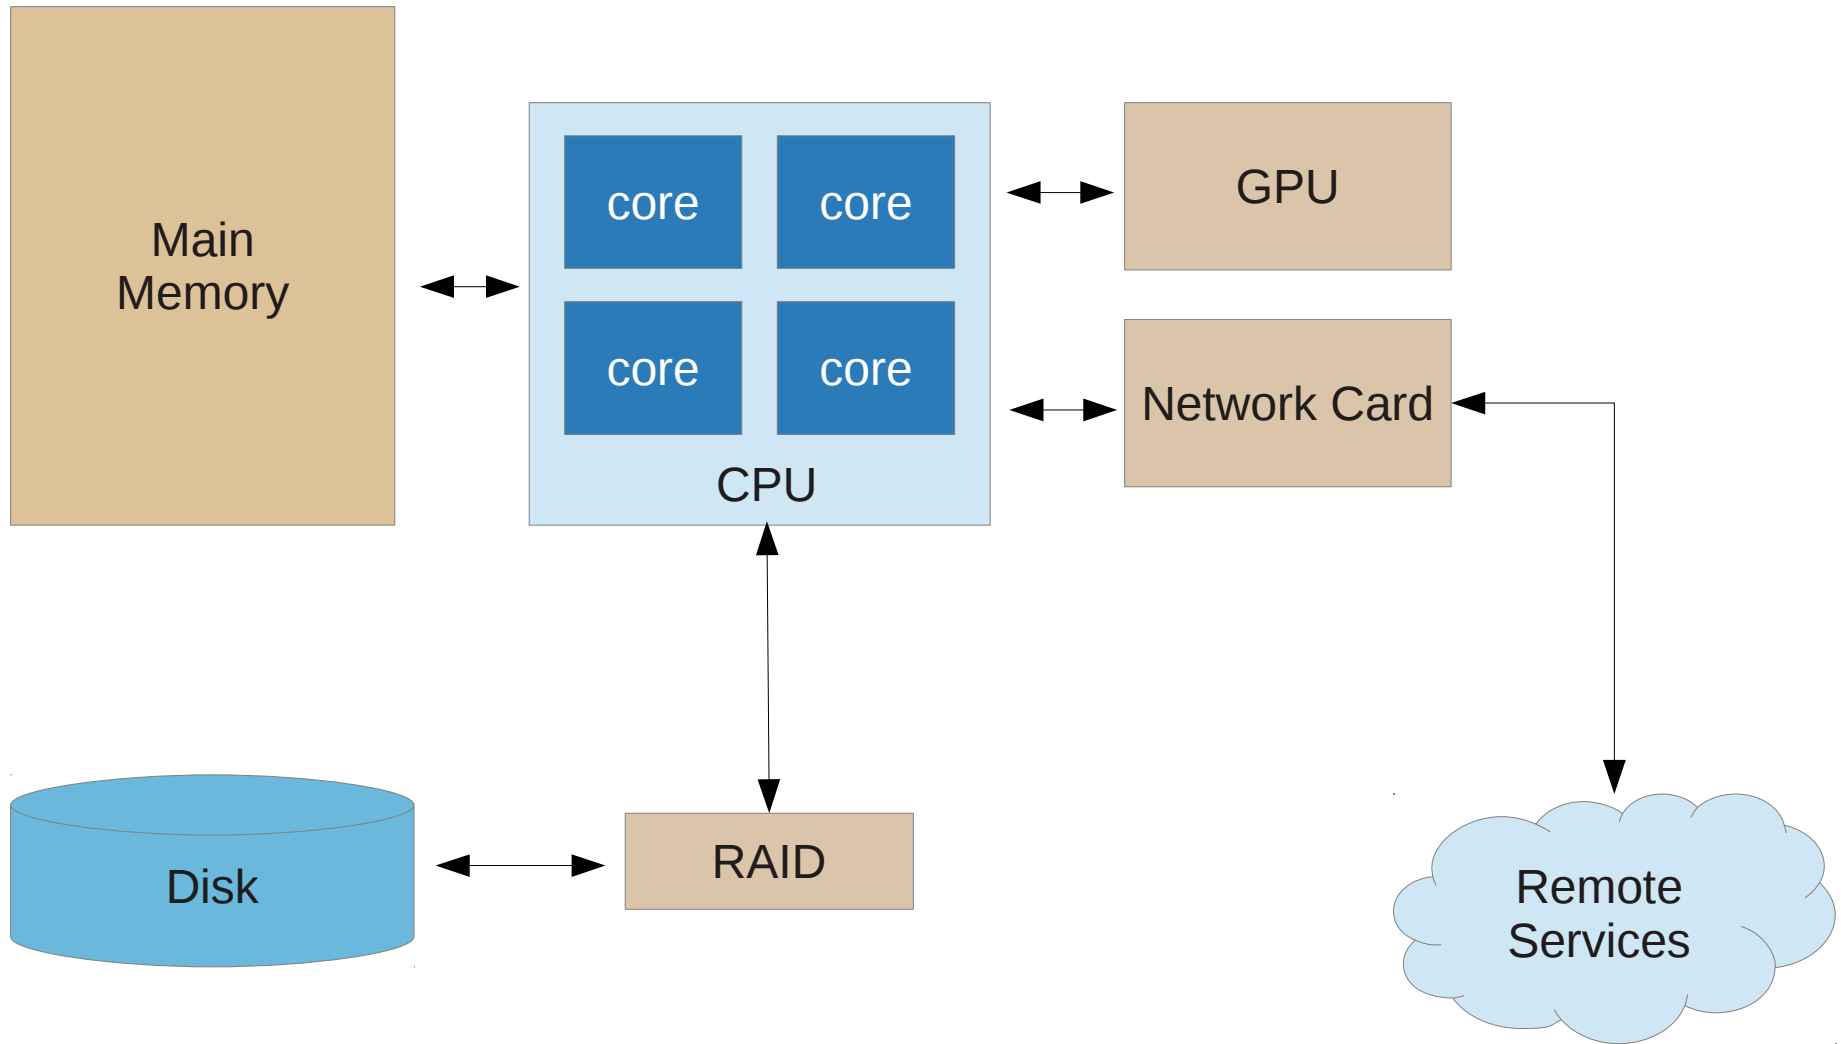 Main
Memory
core
core
core
core
CPU
GPU
Network Card
Disk
RAID
Remote
Services